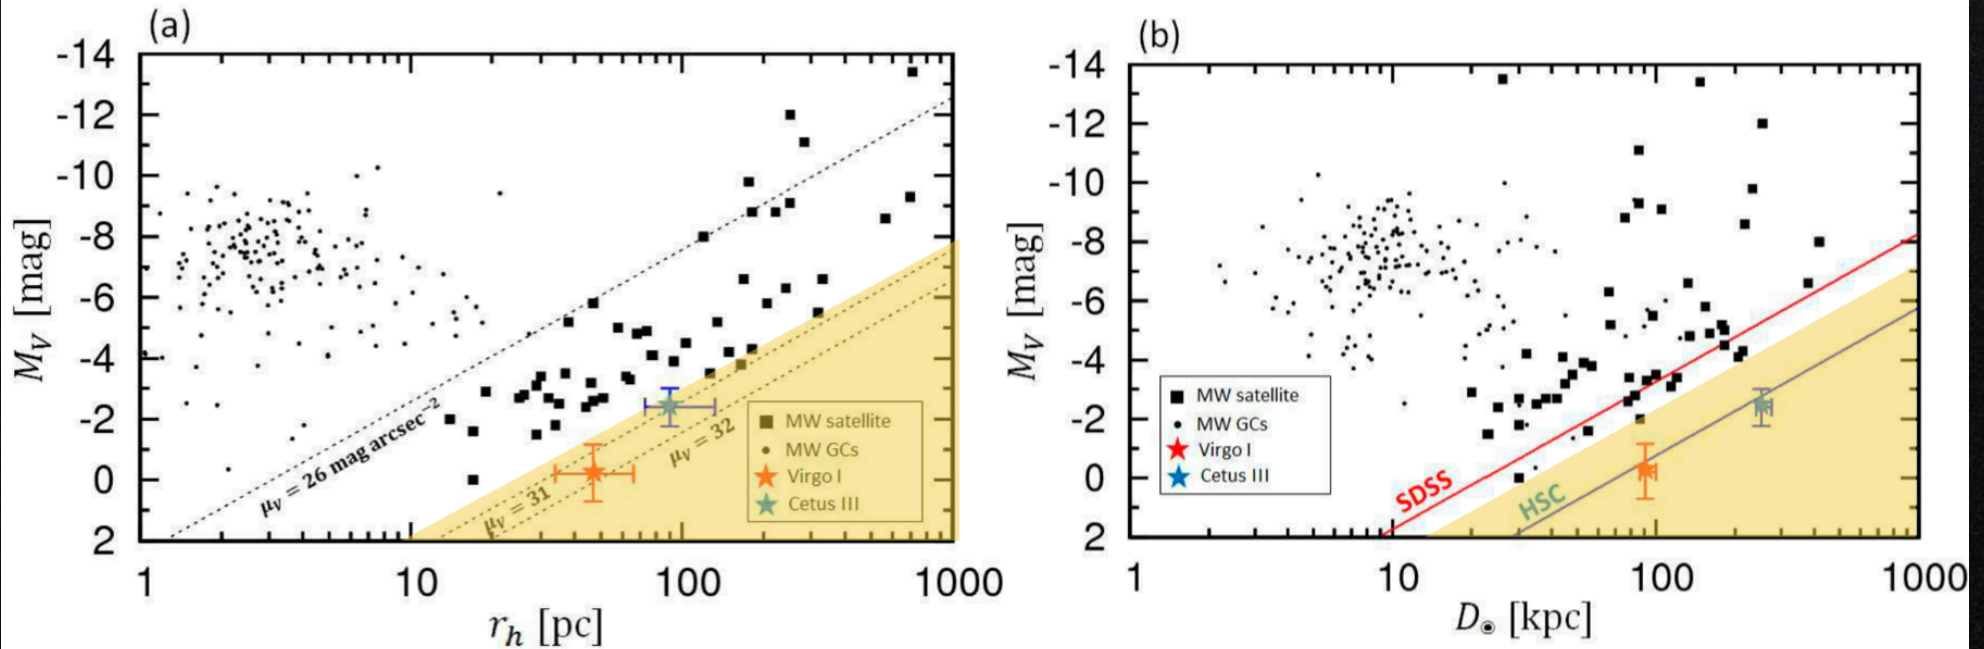 (a)
-14
-12
-10
-8
-6
-4
-2
0
2
M_V [mag]
μ_V = 26 mag arcsec⁻²
μ_V = 31
μ_V = 32
MW satellite
MW GCs
Virgo I
Cetus III
1
10
100
1000
r_h [pc]
(b)
-14
-12
-10
-8
-6
-4
-2
0
2
M_V [mag]
MW satellite
MW GCs
Virgo I
Cetus III
SDSS
HSC
1
10
100
1000
D_⊙ [kpc]